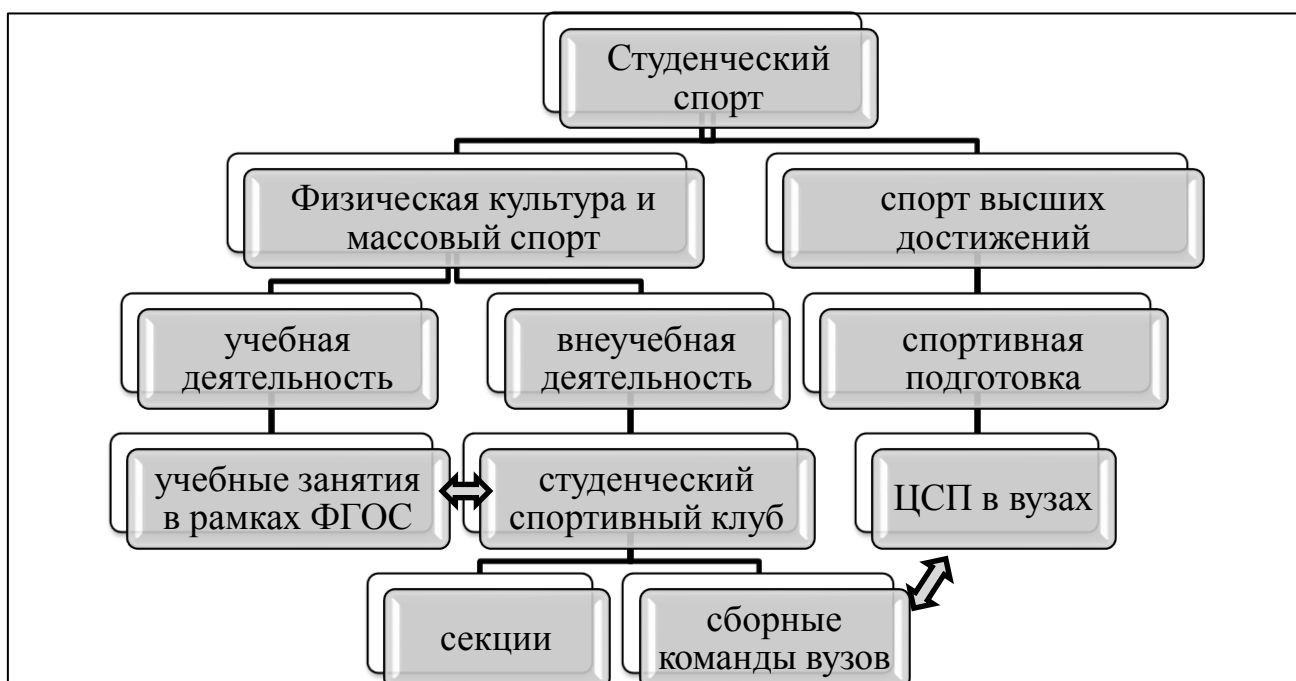 Студенческий
спорт
Физическая культура и
массовый спорт
спорт высших
достижений
учебная
деятельность
внеучебная
деятельность
спортивная
подготовка
учебные занятия
в рамках ФГОС
студенческий
спортивный клуб
ЦСП в вузах
секции
сборные
команды вузов